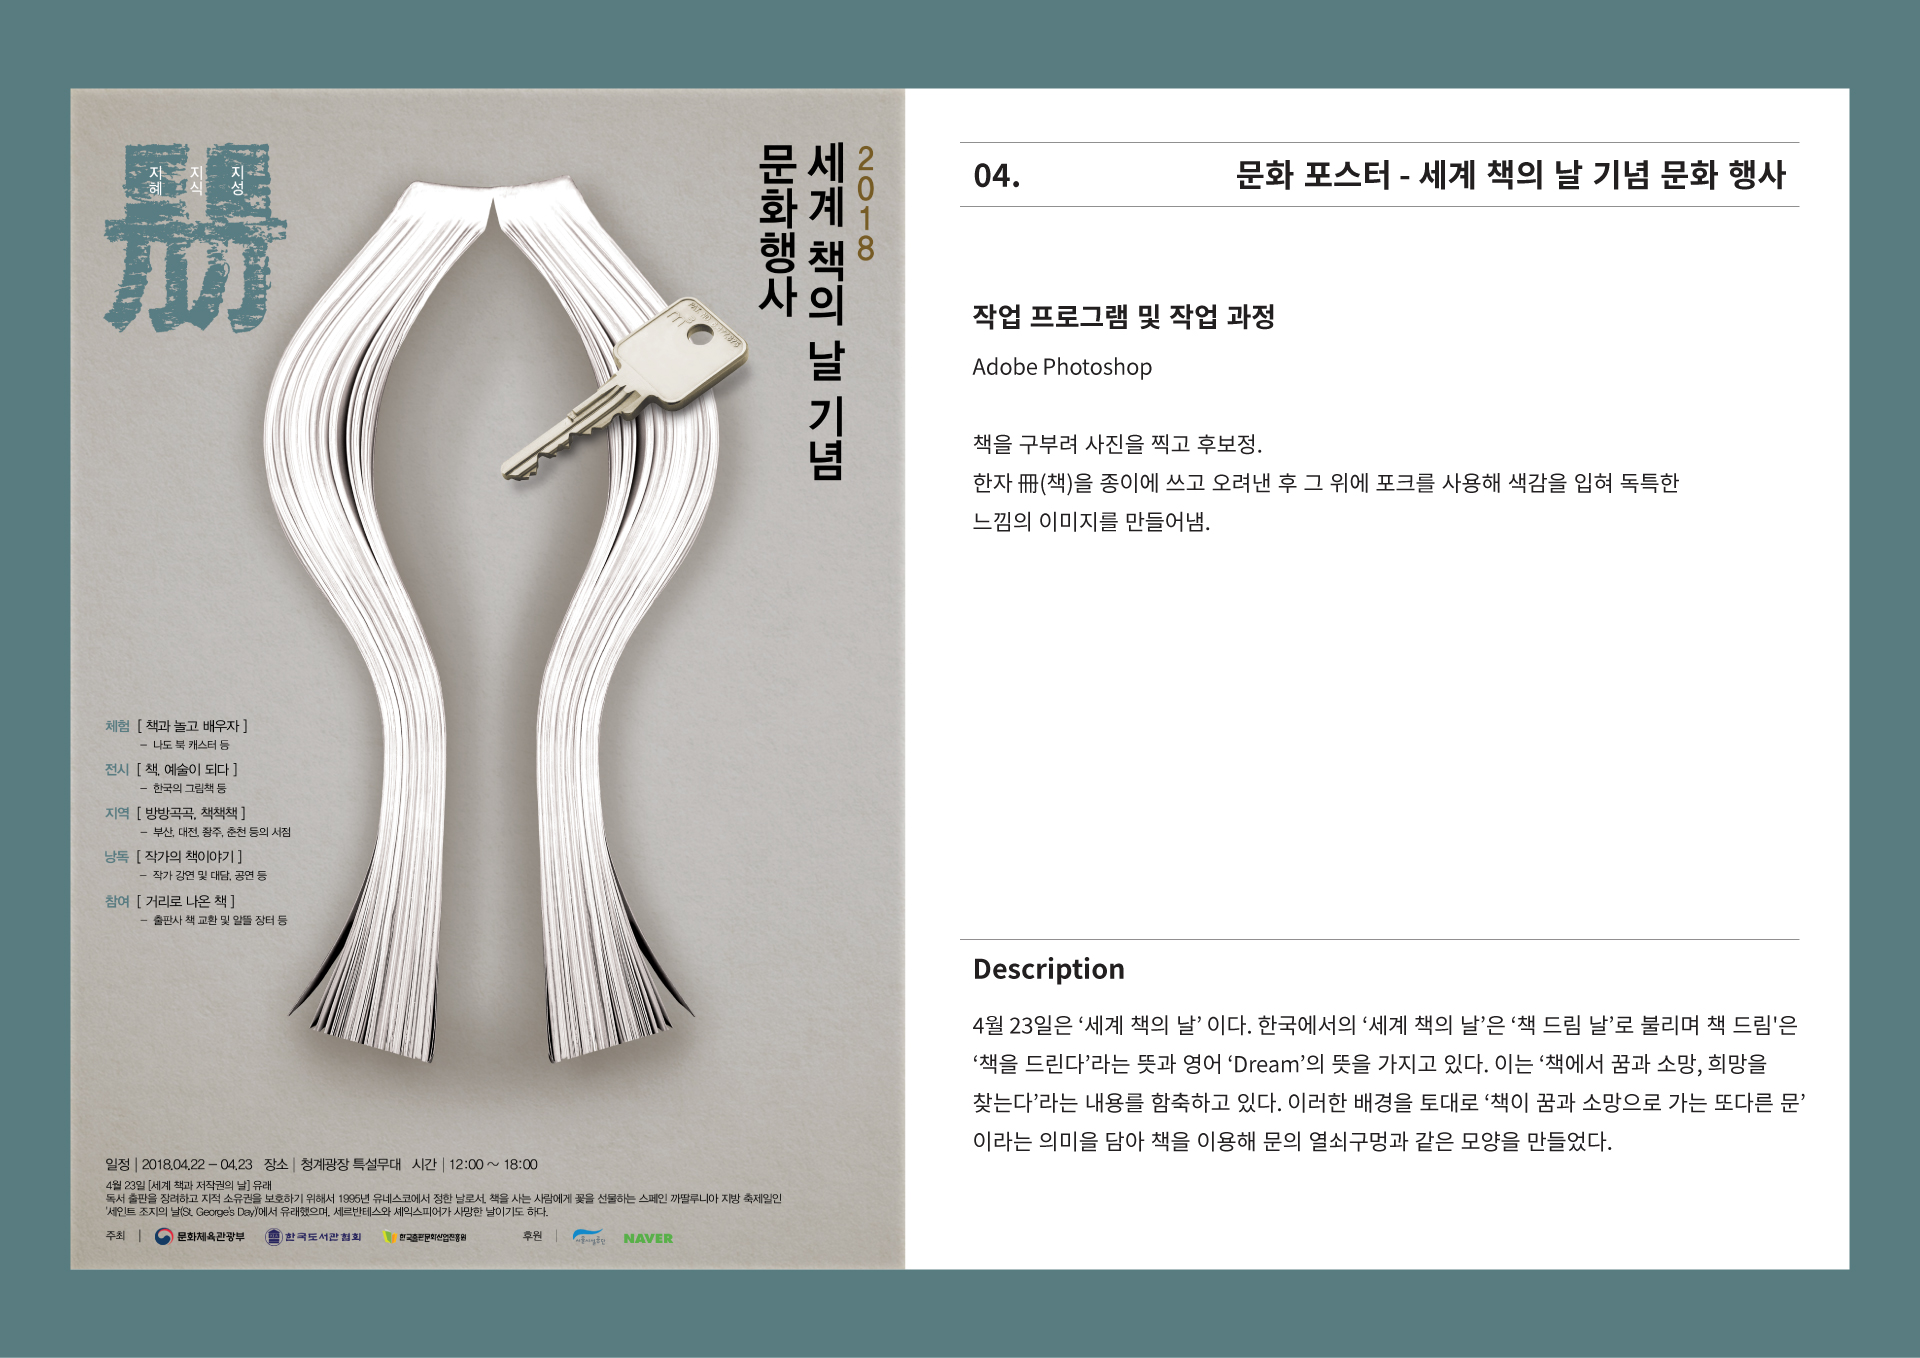 지혜
지식
지성
2018
세계 책의 날 기념
문화행사
체험 [ 책과 놀고 배우자 ]
- 나도 북 캐스터 등
전시 [ 책, 예술이 되다 ]
- 한국의 그림책 등
지역 [ 방방곡곡, 책책책 ]
- 부산, 대전, 광주, 춘천 등의 서점
낭독 [ 작가의 책이야기 ]
- 작가 강연 및 대담, 공연 등
참여 [ 거리로 나온 책 ]
- 출판사 책 교환 및 알뜰 장터 등
일정 | 2018.04.22 - 04.23 장소 | 청계광장 특설무대 시간 | 12:00 ~ 18:00
4월 23일 [세계 책과 저작권의 날] 유래
독서 출판을 장려하고 지적 소유권을 보호하기 위해서 1995년 유네스코에서 정한 날로서, 책을 사는 사람에게 꽃을 선물하는 스페인 까딸루니아 지방 축제일인
'세인트 조지의 날(St. George's Day)'에서 유래했으며, 세르반테스와 셰익스피어가 사망한 날이기도 하다.
주최 | 문화체육관광부 한국도서관협회 한국출판문화산업진흥원 후원 | NAVER
04. 문화 포스터 - 세계 책의 날 기념 문화 행사
작업 프로그램 및 작업 과정
Adobe Photoshop
책을 구부려 사진을 찍고 후보정.
한자 冊(책)을 종이에 쓰고 오려낸 후 그 위에 포크를 사용해 색감을 입혀 독특한
느낌의 이미지를 만들어냄.
Description
4월 23일은 ‘세계 책의 날’ 이다. 한국에서의 ‘세계 책의 날’은 ‘책 드림 날’로 불리며 책 드림'은
‘책을 드린다’라는 뜻과 영어 ‘Dream’의 뜻을 가지고 있다. 이는 ‘책에서 꿈과 소망, 희망을
찾는다’라는 내용를 함축하고 있다. 이러한 배경을 토대로 ‘책이 꿈과 소망으로 가는 또다른 문’
이라는 의미를 담아 책을 이용해 문의 열쇠구멍과 같은 모양을 만들었다.